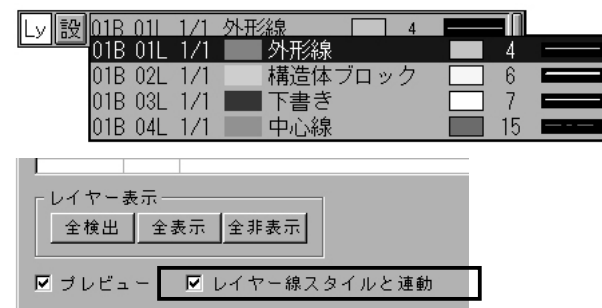 Ly 設 01B 01L 1/1 外形線 4
01B 01L 1/1 外形線 4
01B 02L 1/1 構造体ブロック 6
01B 03L 1/1 下書き 7
01B 04L 1/1 中心線 15
レイヤー表示
全検出 全表示 全非表示
プレビュー レイヤー線スタイルと連動